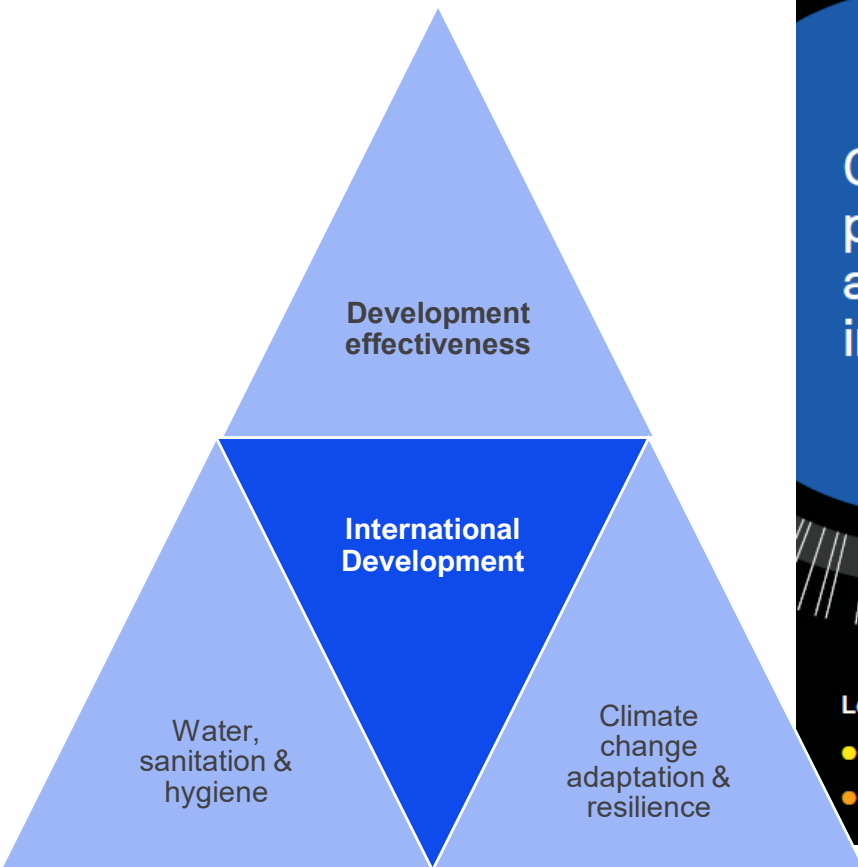 Development
effectiveness
International
Development
Water,
sanitation &
hygiene
Climate
change
adaptation &
resilience